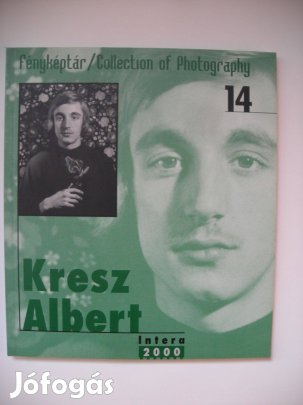 Fényképtár/Collection of Photography
14
Kresz
Albert
Intera
2000
Jófogás